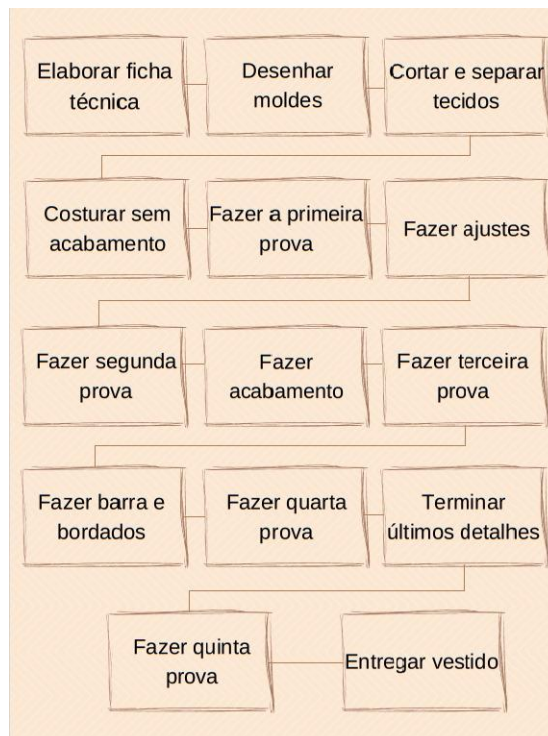 Elaborar ficha
técnica
Desenhar
moldes
Cortar e separar
tecidos
Costurar sem
acabamento
Fazer a primeira
prova
Fazer ajustes
Fazer segunda
prova
Fazer
acabamento
Fazer terceira
prova
Fazer barra e
bordados
Fazer quarta
prova
Terminar
últimos detalhes
Fazer quinta
prova
Entregar vestido